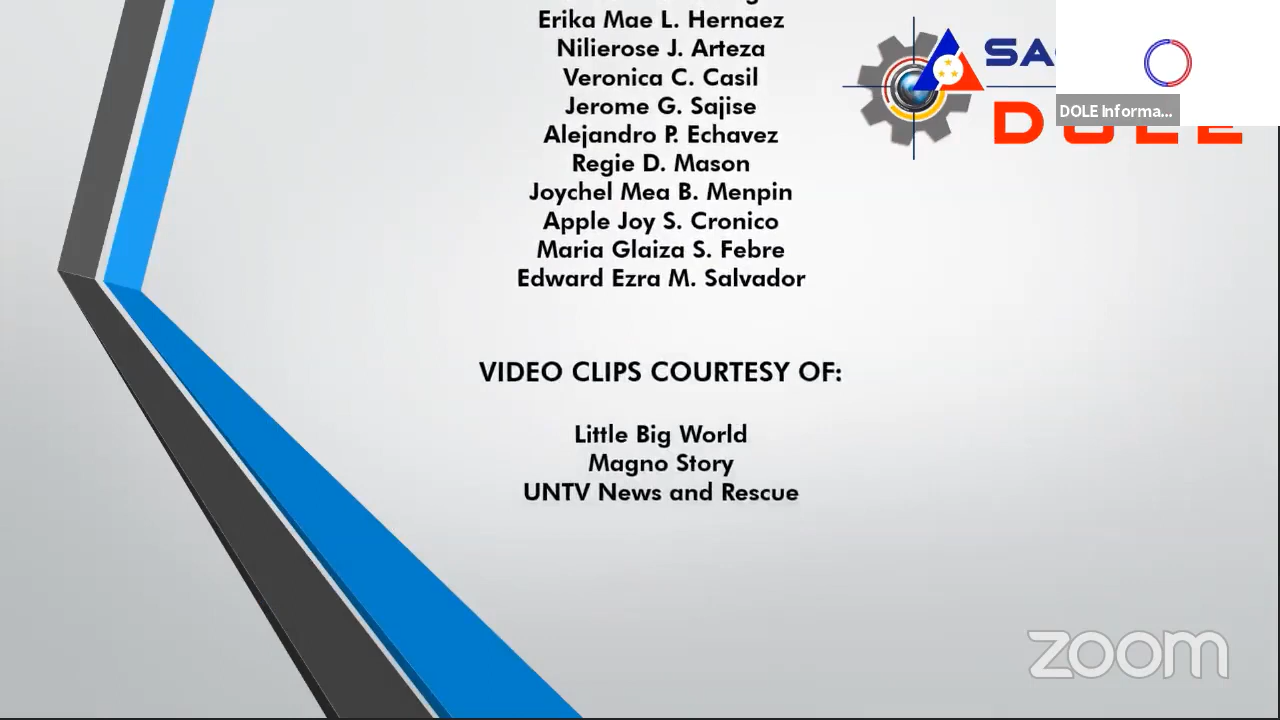 Erika Mae L. Hernaez
Nilierose J. Arteza
Veronica C. Casil
Jerome G. Sajise
Alejandro P. Echavez
Regie D. Mason
Joychel Mea B. Menpin
Apple Joy S. Cronico
Maria Glaiza S. Febre
Edward Ezra M. Salvador
DOLE Informa...
DOLE
VIDEO CLIPS COURTESY OF:
Little Big World
Magno Story
UNTV News and Rescue
zoom